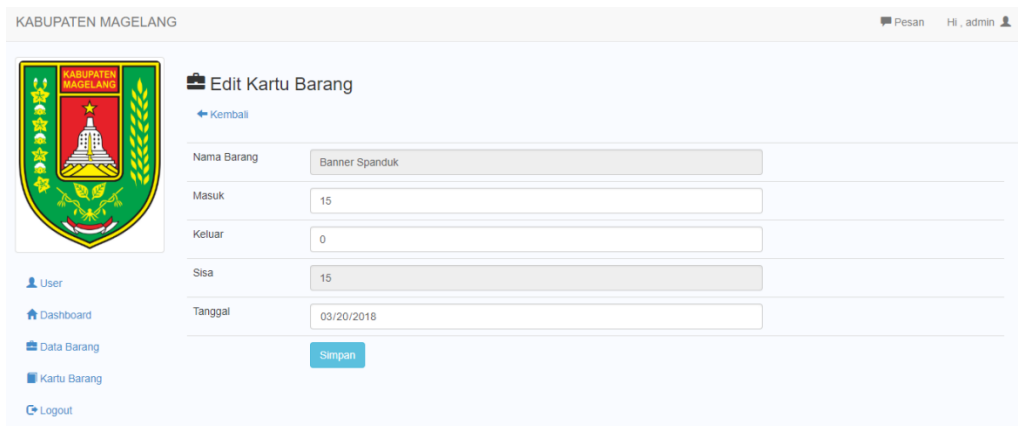 KABUPATEN MAGELANG
Pesan
Hi , admin
KABUPATEN
MAGELANG
Edit Kartu Barang
Kembali
Nama Barang
Banner Spanduk
Masuk
15
Keluar
0
Sisa
15
Tanggal
03/20/2018
Simpan
User
Dashboard
Data Barang
Kartu Barang
Logout